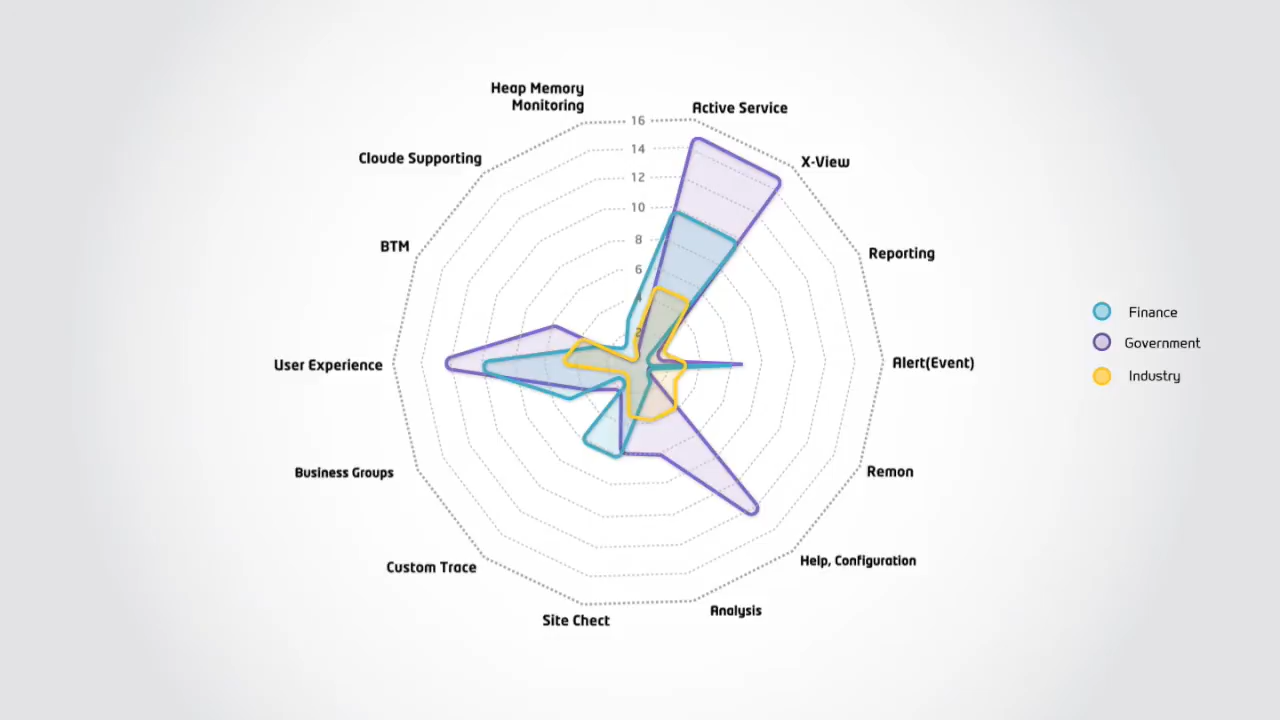 Heap Memory
Monitoring
Active Service
16
14
12
10
8
6
4
2
Cloude Supporting
X-View
BTM
Reporting
User Experience
Alert(Event)
Business Groups
Remon
Custom Trace
Help, Configuration
Site Chect
Analysis
Finance
Government
Industry